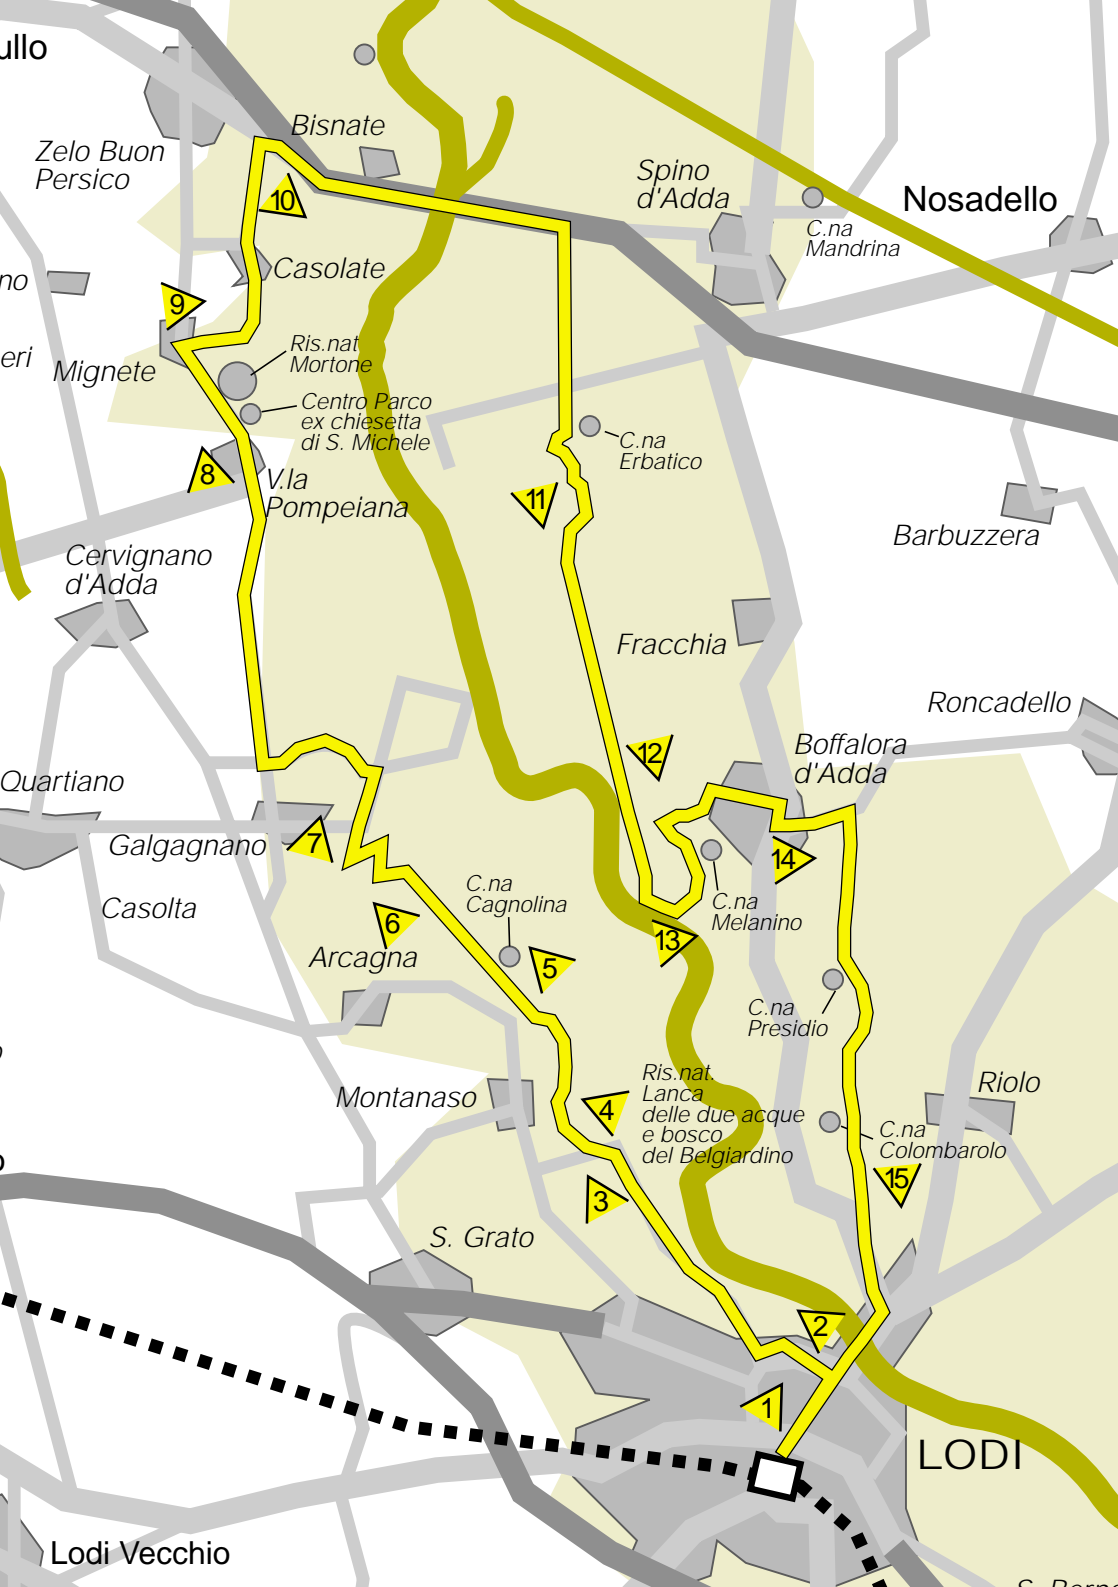 ullo
Bisnate
Zelo Buon
Persico
Spino
d'Adda
Nosadello
10
C.na
Mandrina
Casolate
no
9
Ris.nat
Mortone
eri
Mignete
Centro Parco
ex chiesetta
di S. Michele
C.na
Erbatico
8
V.la
Pompeiana
11
Barbuzzera
Cervignano
d'Adda
Fracchia
Roncadello
12
Boffalora
d'Adda
Quartiano
7
Galgagnano
14
C.na
Cagnolina
Casolta
C.na
Melanino
6
13
Arcagna
5
C.na
Presidio
Ris.nat.
Lanca
delle due acque
e bosco
del Belgiardino
Riolo
Montanaso
4
C.na
Colombarolo
15
3
S. Grato
2
1
LODI
Lodi Vecchio